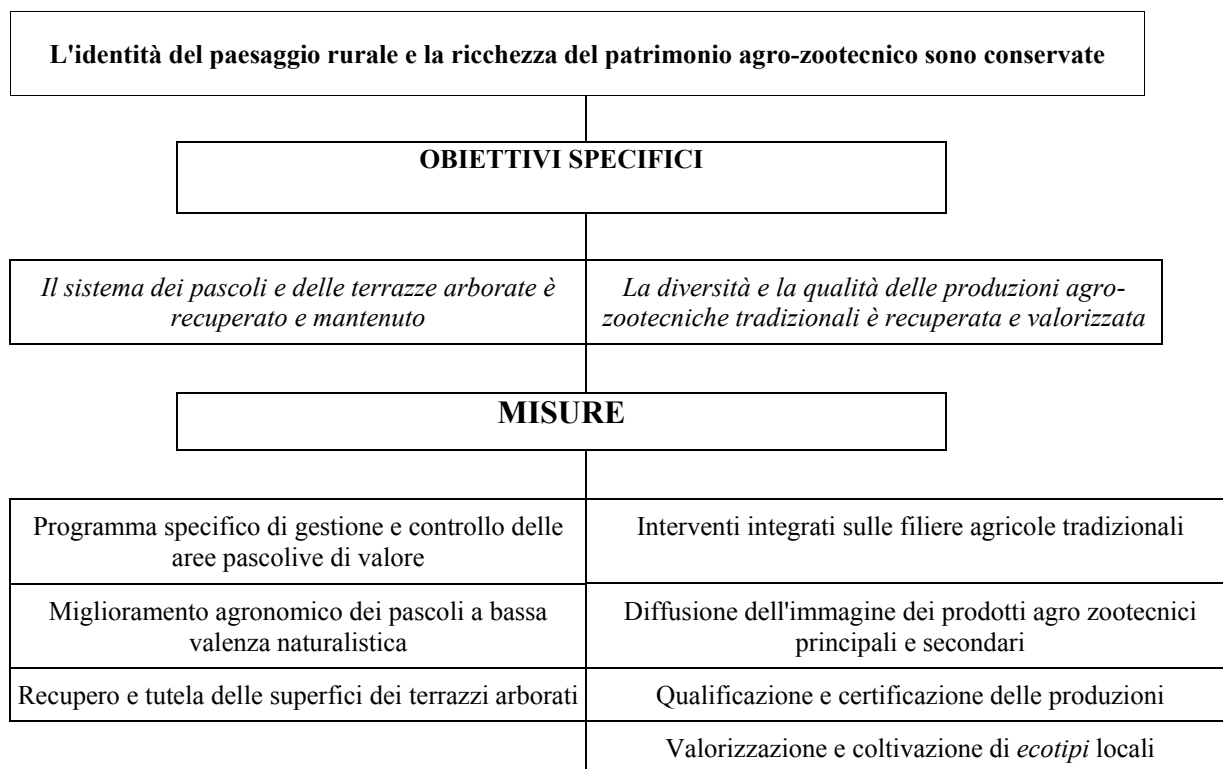 L'identità del paesaggio rurale e la ricchezza del patrimonio agro-zootecnico sono conservate
OBIETTIVI SPECIFICI
Il sistema dei pascoli e delle terrazze arborate è
recuperato e mantenuto
La diversità e la qualità delle produzioni agro-
zootecniche tradizionali è recuperata e valorizzata
MISURE
Programma specifico di gestione e controllo delle
aree pascolive di valore
Interventi integrati sulle filiere agricole tradizionali
Miglioramento agronomico dei pascoli a bassa
valenza naturalistica
Diffusione dell'immagine dei prodotti agro zootecnici
principali e secondari
Recupero e tutela delle superfici dei terrazzi arborati
Qualificazione e certificazione delle produzioni
Valorizzazione e coltivazione di ecotipi locali